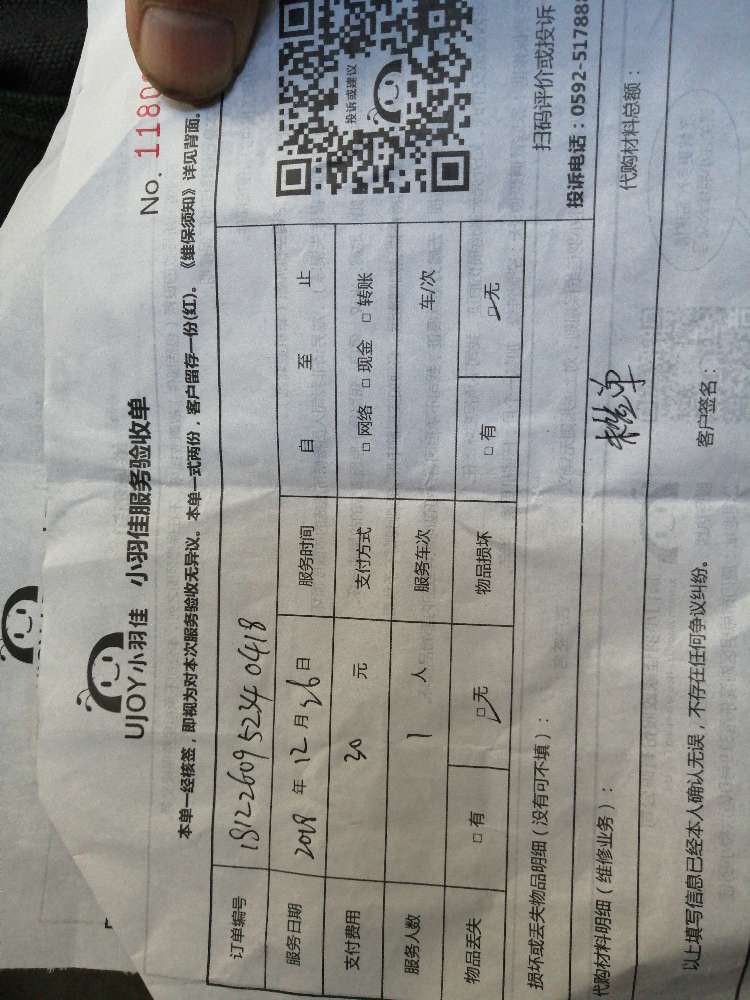 No. 1180
UJOY小羽佳 小羽佳服务验收单
本单一经核签，即视为对本次服务验收无异议。本单一式两份，客户留存一份(红)。《维保须知》详见背面。
订单编号 181226095234 0418
投诉或建议
服务日期 2018 年 12 月 26 日 服务时间 自 至 止
支付费用 30 元 支付方式 □ 网络 □ 现金 □ 转账
服务人数 1 人 服务车次 车/次
物品丢失 □ 有 □ 无 物品损坏 □ 有 □ 无
扫码评价或投诉
投诉电话：0592-51788
损坏或丢失物品明细（没有可不填）：
代购材料明细（维修业务）： 代购材料总额：
以上填写信息已经本人确认无误，不存在任何争议纠纷。 客户签名：